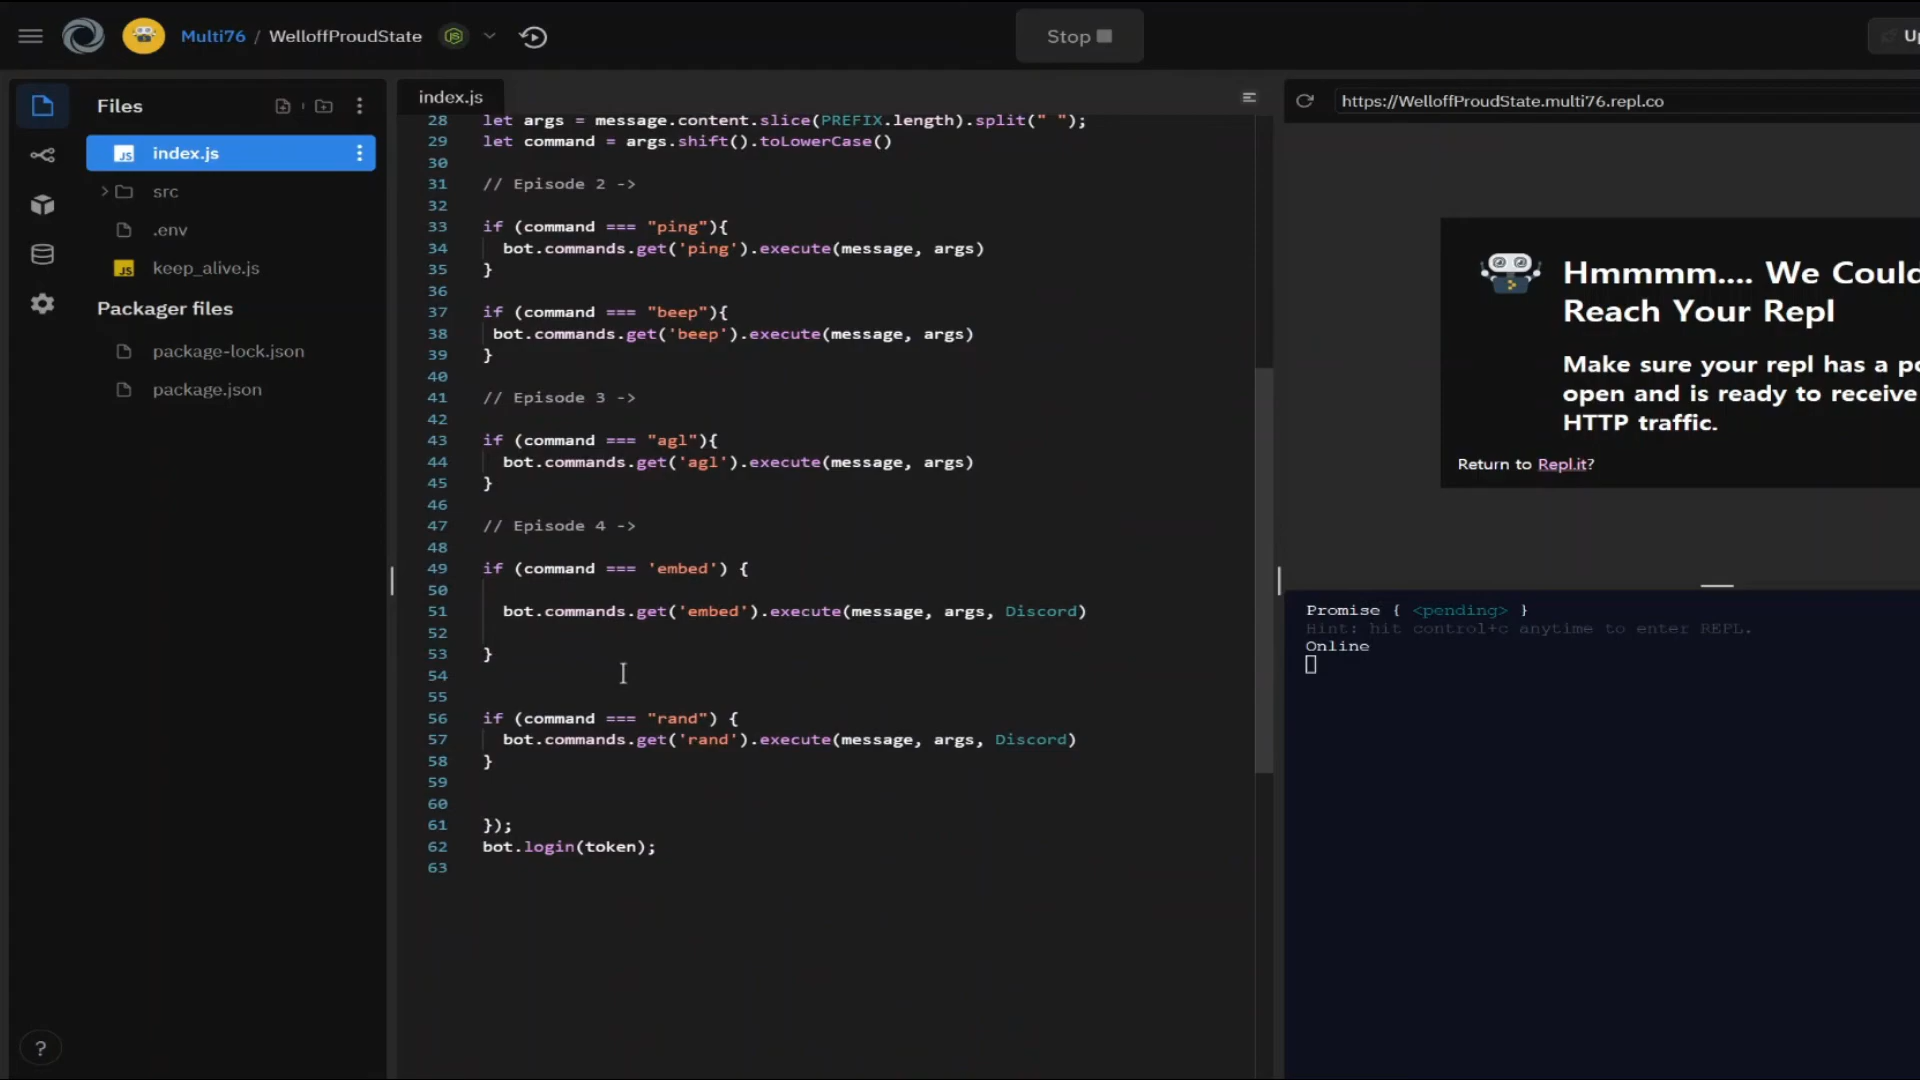 Multi76 / WelloffProudState
Stop
Files
index.js
src
.env
keep_alive.js
Packager files
package-lock.json
package.json
?
index.js
28 let args = message.content.slice(PREFIX.length).split(" ");
29 let command = args.shift().toLowerCase()
30
31 // Episode 2 ->
32
33 if (command === "ping"){
34 bot.commands.get('ping').execute(message, args)
35 }
36
37 if (command === "beep"){
38 bot.commands.get('beep').execute(message, args)
39 }
40
41 // Episode 3 ->
42
43 if (command === "agl"){
44 bot.commands.get('agl').execute(message, args)
45 }
46
47 // Episode 4 ->
48
49 if (command === 'embed') {
50
51 bot.commands.get('embed').execute(message, args, Discord)
52
53 }
54
55
56 if (command === "rand") {
57 bot.commands.get('rand').execute(message, args, Discord)
58 }
59
60
61 });
62 bot.login(token);
63
https://WelloffProudState.multi76.repl.co
Hmmmm.... We Could
Reach Your Repl
Make sure your repl has a po
open and is ready to receive
HTTP traffic.
Return to Repl.it?
Promise { <pending> }
Hint: hit control+c anytime to enter REPL.
Online